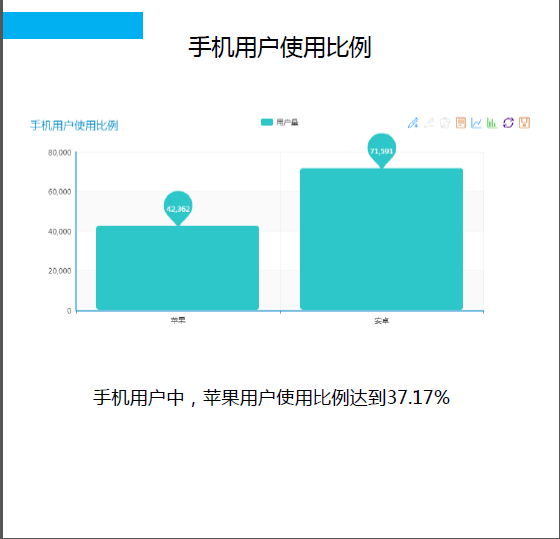 手机用户使用比例
手机用户使用比例
用户量
80,000
71,591
60,000
42,362
40,000
20,000
0
苹果
安卓
手机用户中，苹果用户使用比例达到37.17%